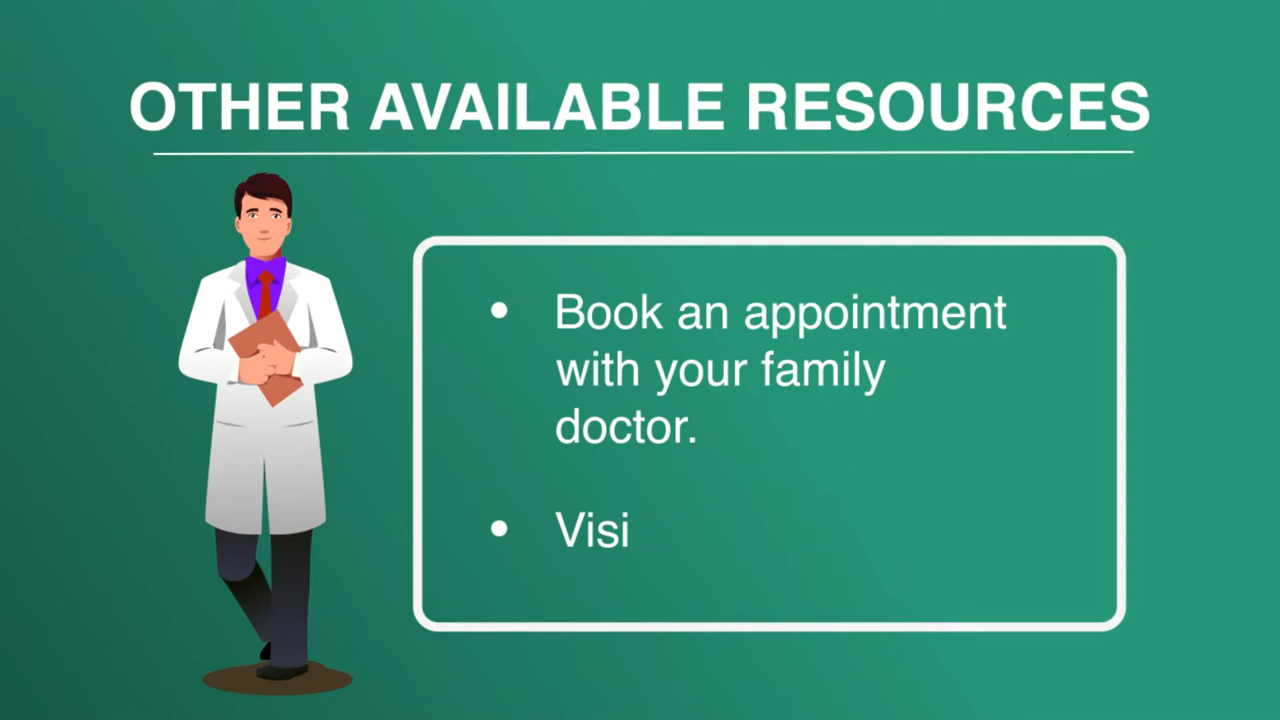 OTHER AVAILABLE RESOURCES
• Book an appointment
with your family
doctor.
• Visi